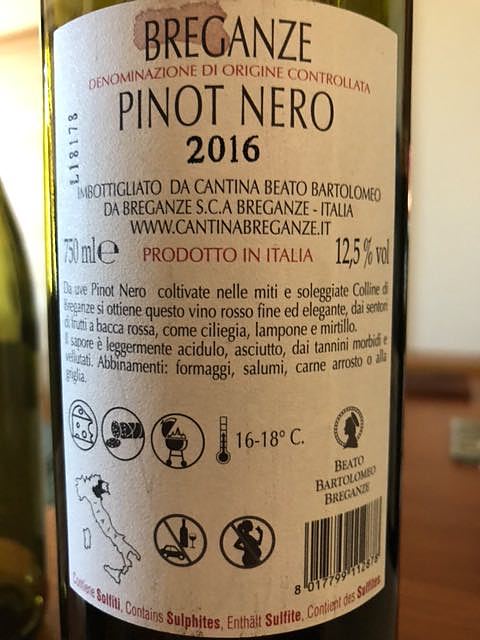 BREGANZE
DENOMINAZIONE DI ORIGINE CONTROLLATA
PINOT NERO
2016
L18178
IMBOTTIGLIATO DA CANTINA BEATO BARTOLOMEO
DA BREGANZE S.C.A BREGANZE - ITALIA
WWW.CANTINABREGANZE.IT
750 ml e PRODOTTO IN ITALIA 12,5 % vol
Da uve Pinot Nero coltivate nelle miti e soleggiate Colline di
Breganze si ottiene questo vino rosso fine ed elegante, dai sentori
di frutti a bacca rossa, come ciliegia, lampone e mirtillo.
Il sapore è leggermente acidulo, asciutto, dai tannini morbidi e
vellutati. Abbinamenti: formaggi, salumi, carne arrosto o alla
griglia.
16-18° C.
BEATO
BARTOLOMEO
BREGANZE
ITALIA
8 017799 112878
Contiene Solfiti, Contains Sulphites, Enthält Sulfite, Contient des Sulfites